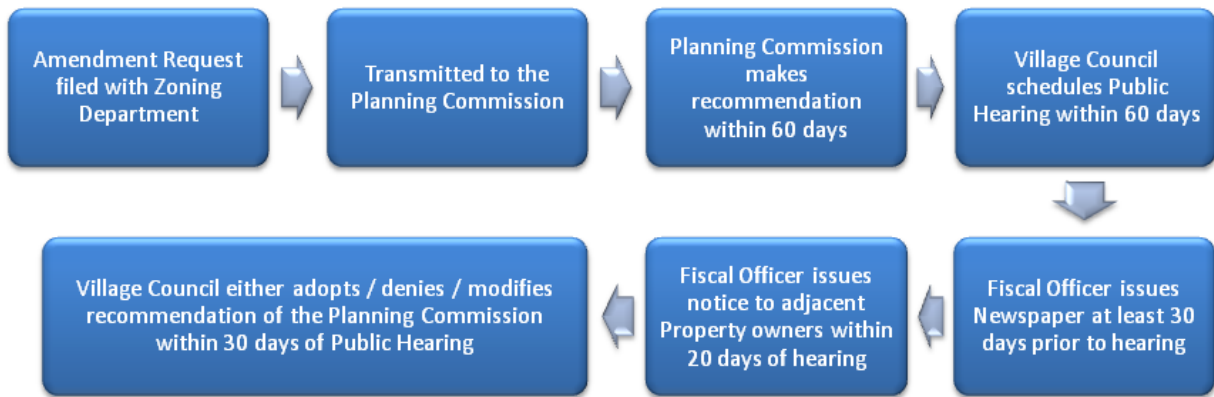 Amendment Request
filed with Zoning
Department
Transmitted to the
Planning Commission
Planning Commission
makes
recommendation
within 60 days
Village Council
schedules Public
Hearing within 60 days
Fiscal Officer issues
Newspaper at least 30
days prior to hearing
Fiscal Officer issues
notice to adjacent
Property owners within
20 days of hearing
Village Council either adopts / denies / modifies
recommendation of the Planning Commission
within 30 days of Public Hearing